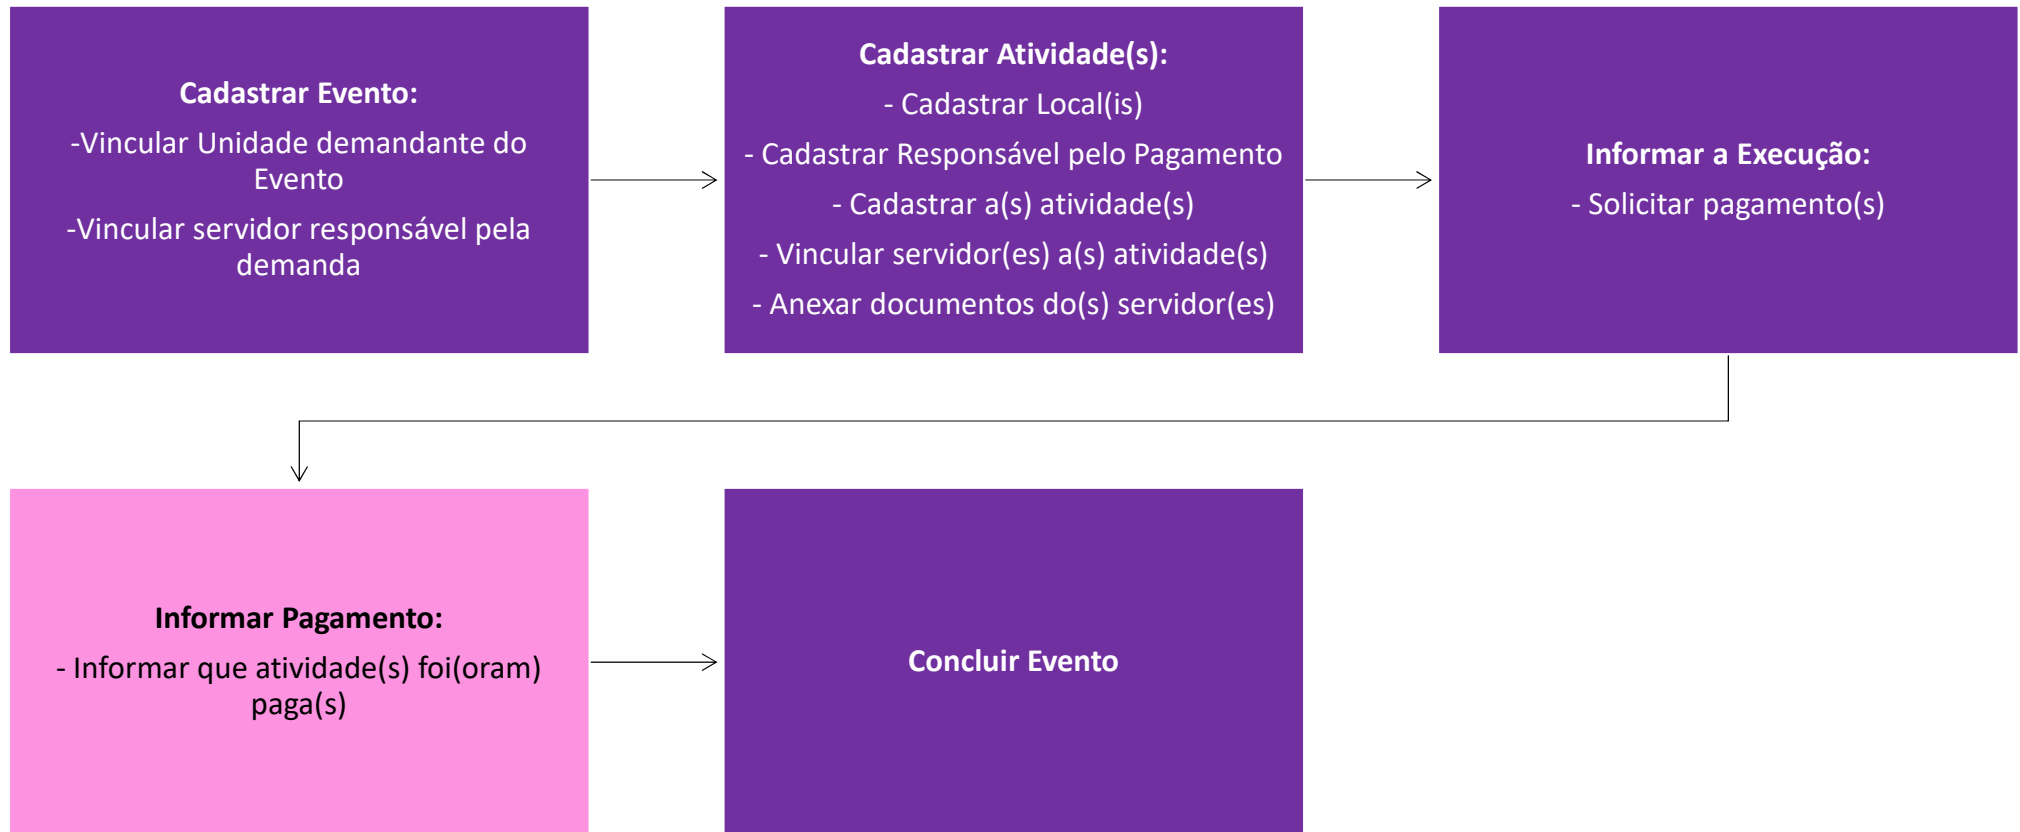 Cadastrar Evento:
-Vincular Unidade demandante do
Evento
-Vincular servidor responsável pela
demanda
Cadastrar Atividade(s):
- Cadastrar Local(is)
- Cadastrar Responsável pelo Pagamento
- Cadastrar a(s) atividade(s)
- Vincular servidor(es) a(s) atividade(s)
- Anexar documentos do(s) servidor(es)
Informar a Execução:
- Solicitar pagamento(s)
Informar Pagamento:
- Informar que atividade(s) foi(oram)
paga(s)
Concluir Evento